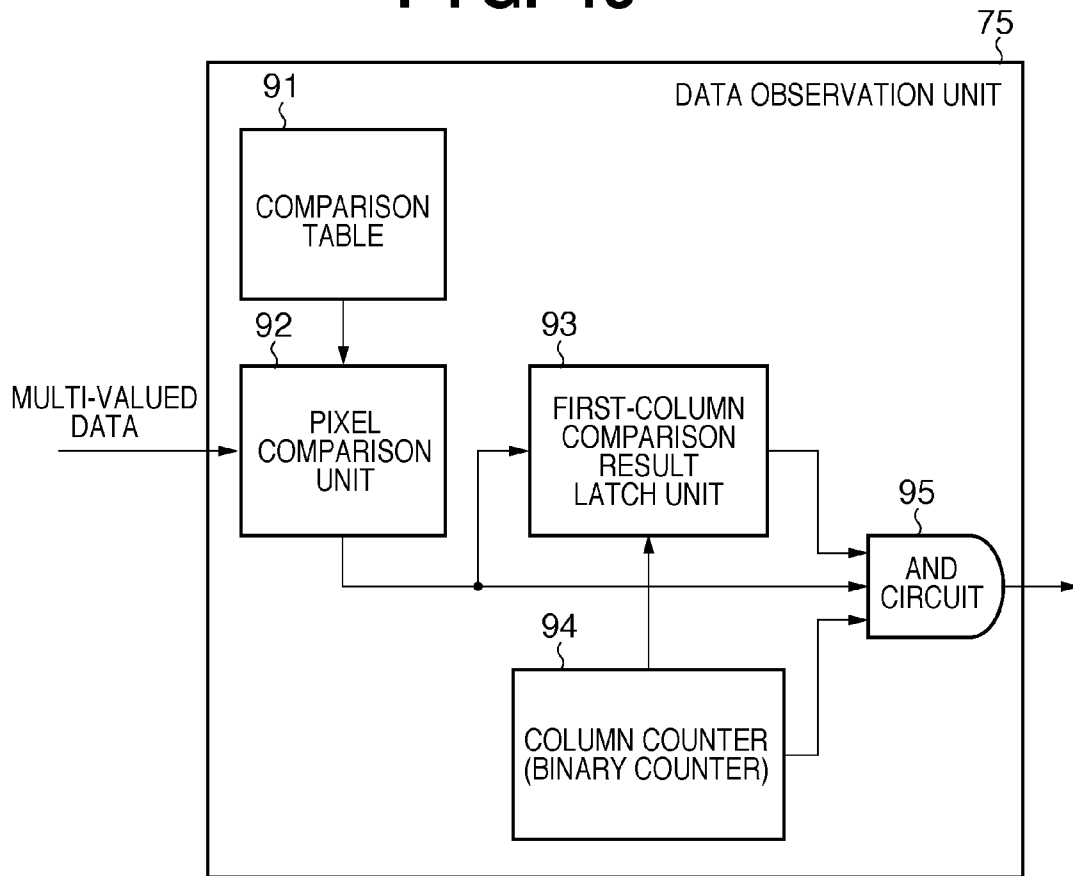 75
DATA OBSERVATION UNIT
91
COMPARISON
TABLE
92
PIXEL
COMPARISON
UNIT
MULTI-VALUED
DATA
93
FIRST-COLUMN
COMPARISON
RESULT
LATCH UNIT
95
AND
CIRCUIT
94
COLUMN COUNTER
(BINARY COUNTER)